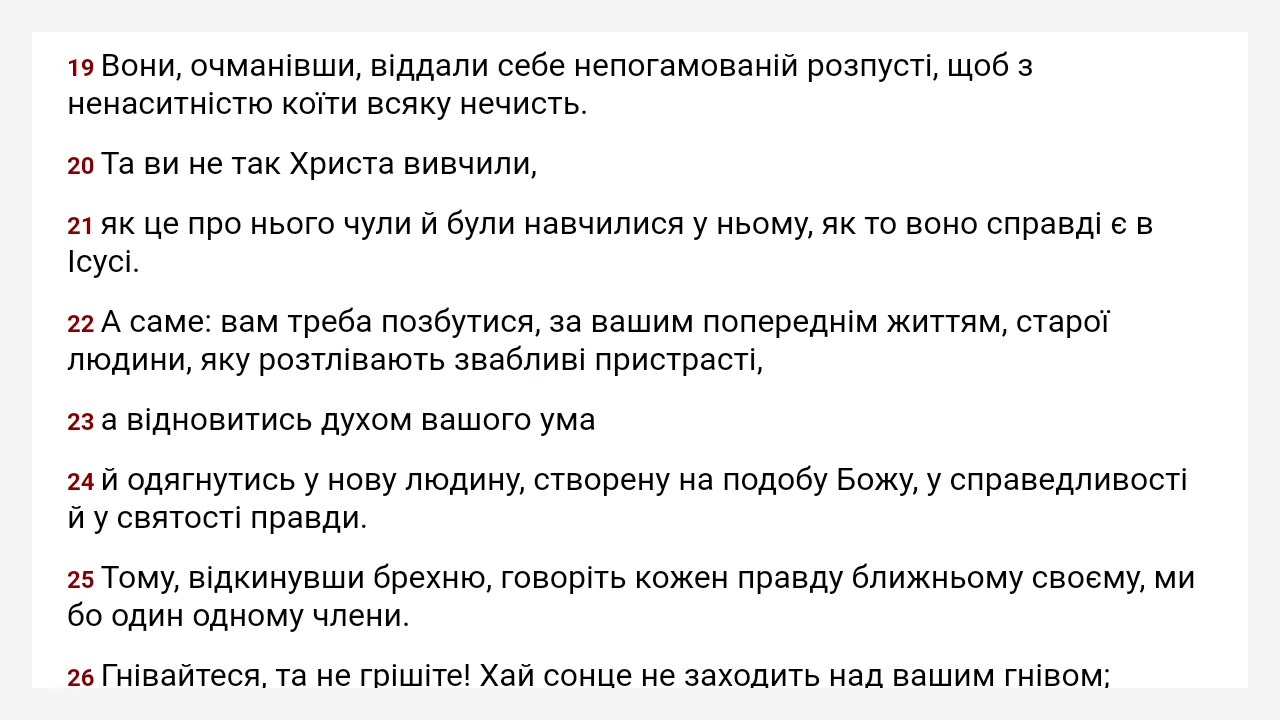 19 Вони, очманівши, віддали себе непогамованій розпусті, щоб з
ненаситністю коїти всяку нечисть.
20 Та ви не так Христа вивчили,
21 як це про нього чули й були навчилися у ньому, як то воно справді є в
Ісусі.
22 А саме: вам треба позбутися, за вашим попереднім життям, старої
людини, яку розтлівають звабливі пристрасті,
23 а відновитись духом вашого ума
24 й одягнутись у нову людину, створену на подобу Божу, у справедливості
й у святості правди.
25 Тому, відкинувши брехню, говоріть кожен правду ближньому своєму, ми
бо один одному члени.
26 Гнівайтеся, та не грішіте! Хай сонце не заходить над вашим гнівом;